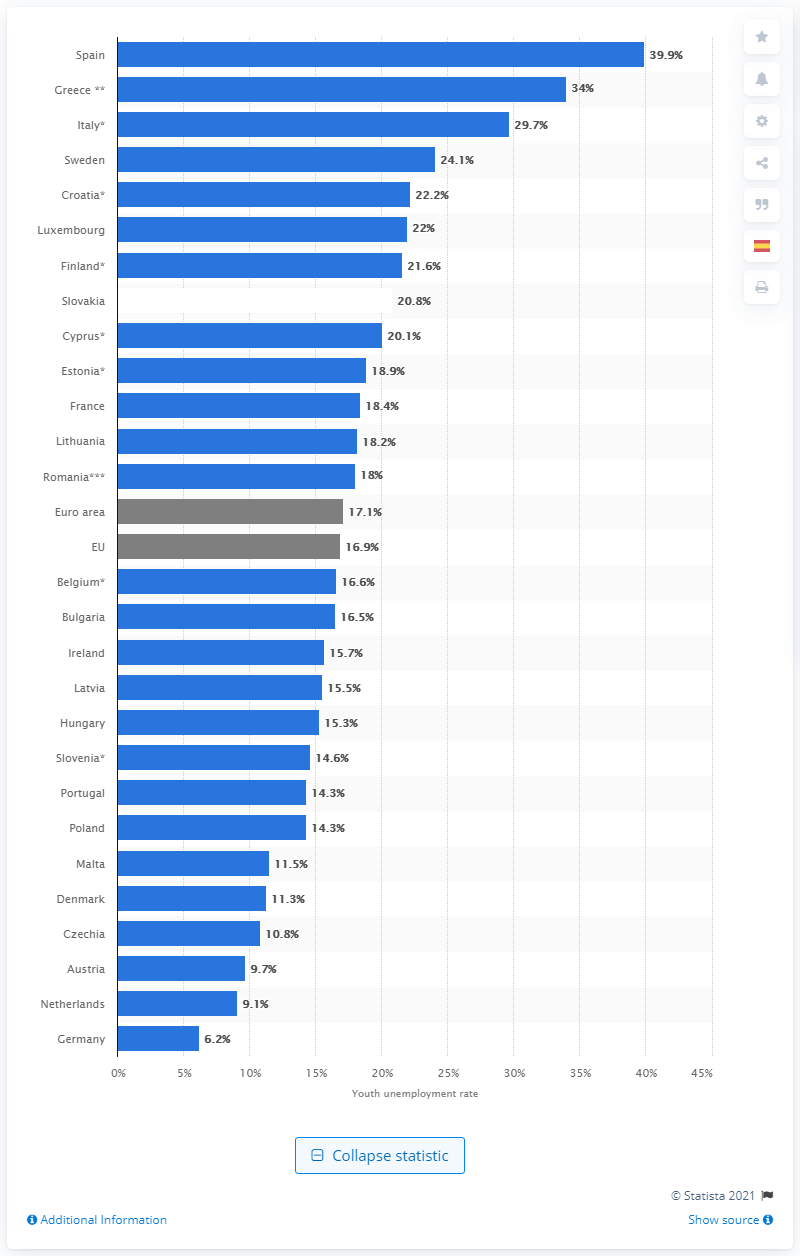 Spain 39.9%
Greece ** 34%
Italy* 29.7%
Sweden 24.1%
Croatia* 22.2%
Luxembourg 22%
Finland* 21.6%
Slovakia 20.8%
Cyprus* 20.1%
Estonia* 18.9%
France 18.4%
Lithuania 18.2%
Romania*** 18%
Euro area 17.1%
EU 16.9%
Belgium* 16.6%
Bulgaria 16.5%
Ireland 15.7%
Latvia 15.5%
Hungary 15.3%
Slovenia* 14.6%
Portugal 14.3%
Poland 14.3%
Malta 11.5%
Denmark 11.3%
Czechia 10.8%
Austria 9.7%
Netherlands 9.1%
Germany 6.2%
0% 5% 10% 15% 20% 25% 30% 35% 40% 45%
Youth unemployment rate
Collapse statistic
© Statista 2021
Additional Information Show source